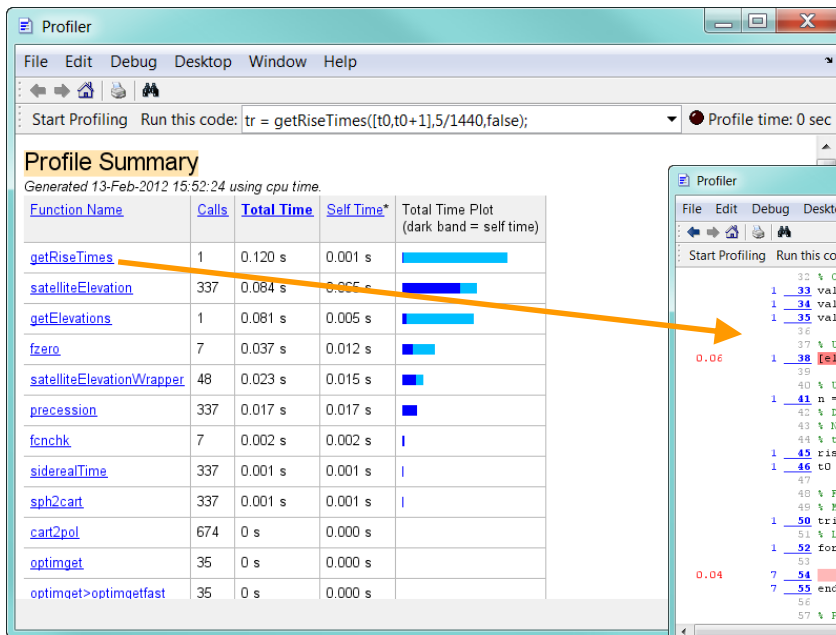 Profiler
File Edit Debug Desktop Window Help
Start Profiling Run this code: tr = getRiseTimes([t0,t0+1],5/1440,false); Profile time: 0 sec
Profile Summary
Generated 13-Feb-2012 15:52:24 using cpu time.
Function Name Calls Total Time Self Time* Total Time Plot
(dark band = self time)
getRiseTimes 1 0.120 s 0.001 s
satelliteElevation 337 0.084 s
getElevations 1 0.081 s 0.005 s
fzero 7 0.037 s 0.012 s
satelliteElevationWrapper 48 0.023 s 0.015 s
precession 337 0.017 s 0.017 s
fcnchk 7 0.002 s 0.002 s
siderealTime 337 0.001 s 0.001 s
sph2cart 337 0.001 s 0.001 s
cart2pol 674 0 s 0.000 s
optimget 35 0 s 0.000 s
optimget>optimgetfast 35 0 s 0.000 s
Profiler
File Edit Debug Deskto
Start Profiling Run this co
32 %
1 33 val
1 34 val
1 35 val
36
37 % U
0.06 1 38 [el
39
40 % U
1 41 n =
42 % D
43 % N
44 % t
1 45 ris
1 46 t0
47
48 % F
49 % M
1 50 tri
51 % L
1 52 for
53
0.04 7 54
7 55 end
56
57 % F